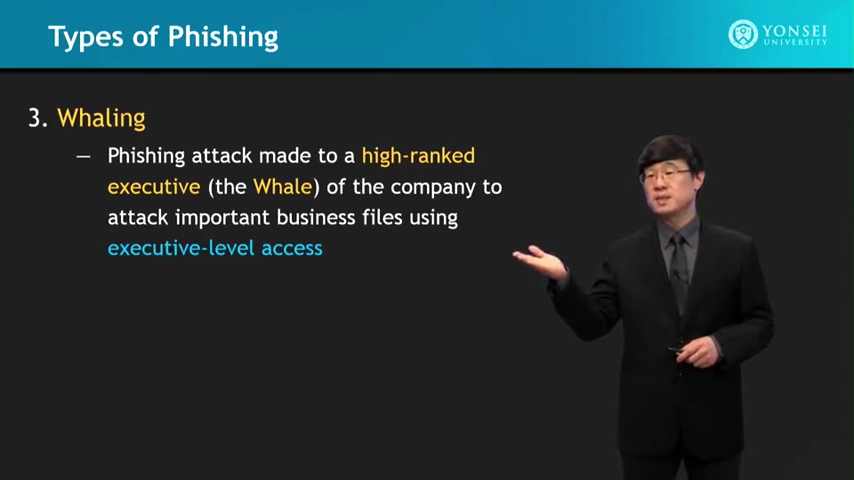 Types of Phishing
YONSEI
UNIVERSITY
3. Whaling
– Phishing attack made to a high-ranked
executive (the Whale) of the company to
attack important business files using
executive-level access